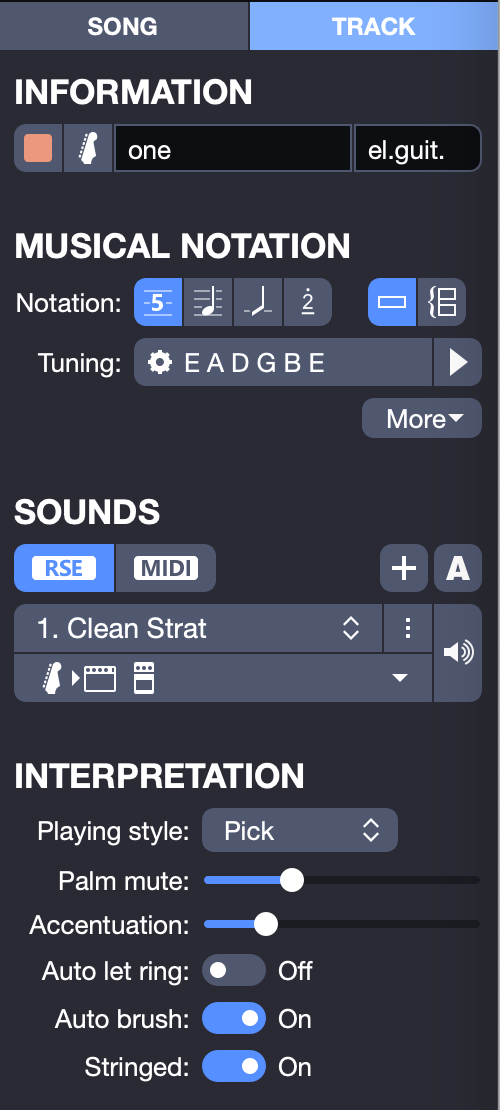 SONG TRACK
INFORMATION
one el.guit.
MUSICAL NOTATION
Notation: 5 2
Tuning: E A D G B E
More
SOUNDS
RSE MIDI A
1. Clean Strat
INTERPRETATION
Playing style: Pick
Palm mute:
Accentuation:
Auto let ring: Off
Auto brush: On
Stringed: On